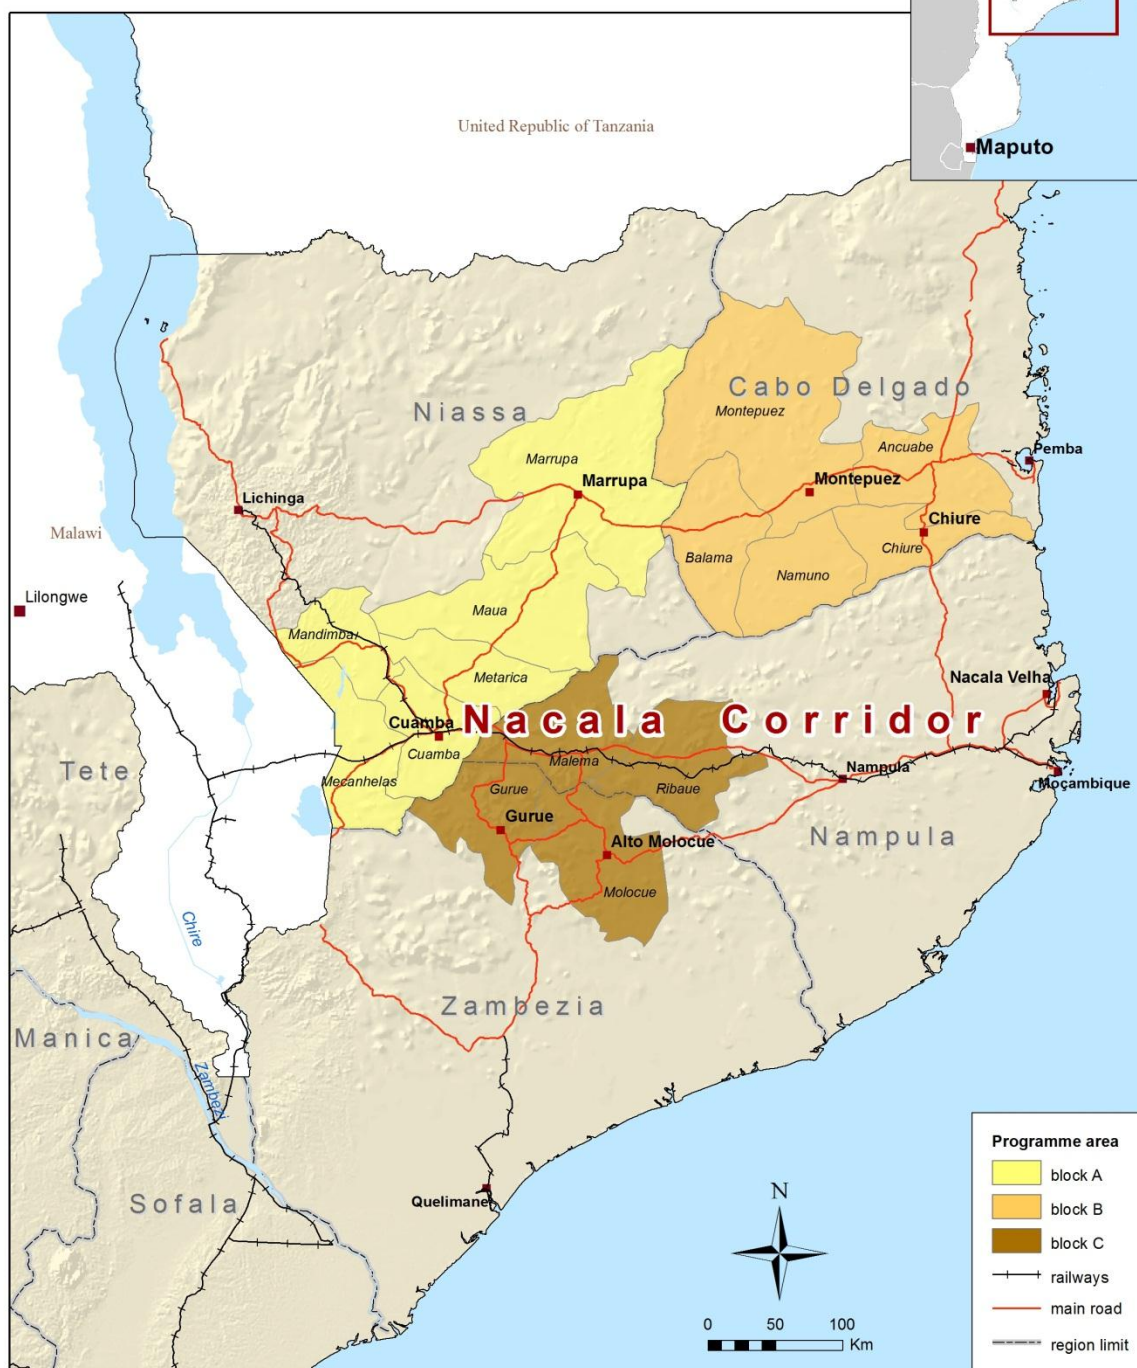 Maputo
United Republic of Tanzania
Cabo Delgado
Niassa
Montepuez
Ancuabe
Pemba
Marrupa
Marrupa
Montepuez
Lichinga
Chiure
Malawi
Chiure
Balama
Namuno
Lilongwe
Maua
Mandimba
Metarica
Nacala Velha
Nacala Corridor
Cuamba
Cuamba
Malema
Tete
Nampula
Mecanhelas
Gurue
Ribaue
Moçambique
Gurue
Nampula
Alto Molocue
Molocue
Chire
Zambezia
Manica
Zambezi
Sofala
Quelimane
N
0 50 100
Km
Programme area
block A
block B
block C
railways
main road
region limit